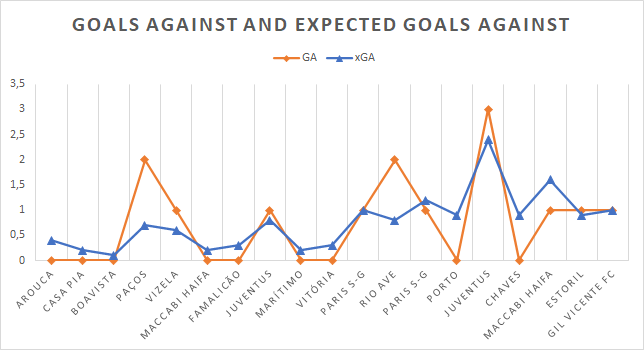 GOALS AGAINST AND EXPECTED GOALS AGAINST
GA xGA
3,5
3
2,5
2
1,5
1
0,5
0
AROUCA
CASA PIA
BOAVISTA
PAÇOS
VIZELA
MACCABI HAIFA
FAMALICÃO
JUVENTUS
MARÍTIMO
VITÓRIA
PARIS S-G
RIO AVE
PARIS S-G
PORTO
JUVENTUS
CHAVES
MACCABI HAIFA
ESTORIL
GIL VICENTE FC